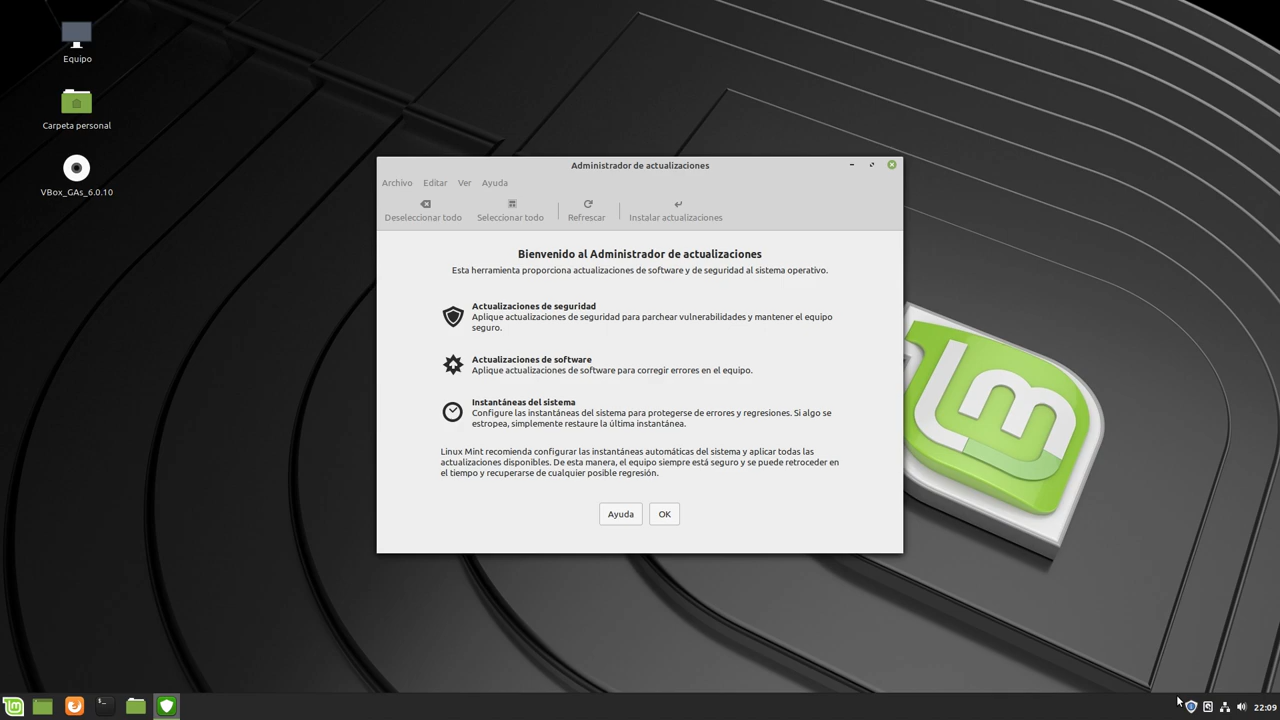 Equipo
Carpeta personal
VBox_GAs_6.0.10
Administrador de actualizaciones
Archivo Editar Ver Ayuda
Deseleccionar todo Seleccionar todo Refrescar Instalar actualizaciones
Bienvenido al Administrador de actualizaciones
Esta herramienta proporciona actualizaciones de software y de seguridad al sistema operativo.
Actualizaciones de seguridad
Aplique actualizaciones de seguridad para parchear vulnerabilidades y mantener el equipo
seguro.
Actualizaciones de software
Aplique actualizaciones de software para corregir errores en el equipo.
Instantáneas del sistema
Configure las instantáneas del sistema para protegerse de errores y regresiones. Si algo se
estropea, simplemente restaure la última instantánea.
Linux Mint recomienda configurar las instantáneas automáticas del sistema y aplicar todas las
actualizaciones disponibles. De esta manera, el equipo siempre está seguro y se puede retroceder en
el tiempo y recuperarse de cualquier posible regresión.
Ayuda OK
22:09